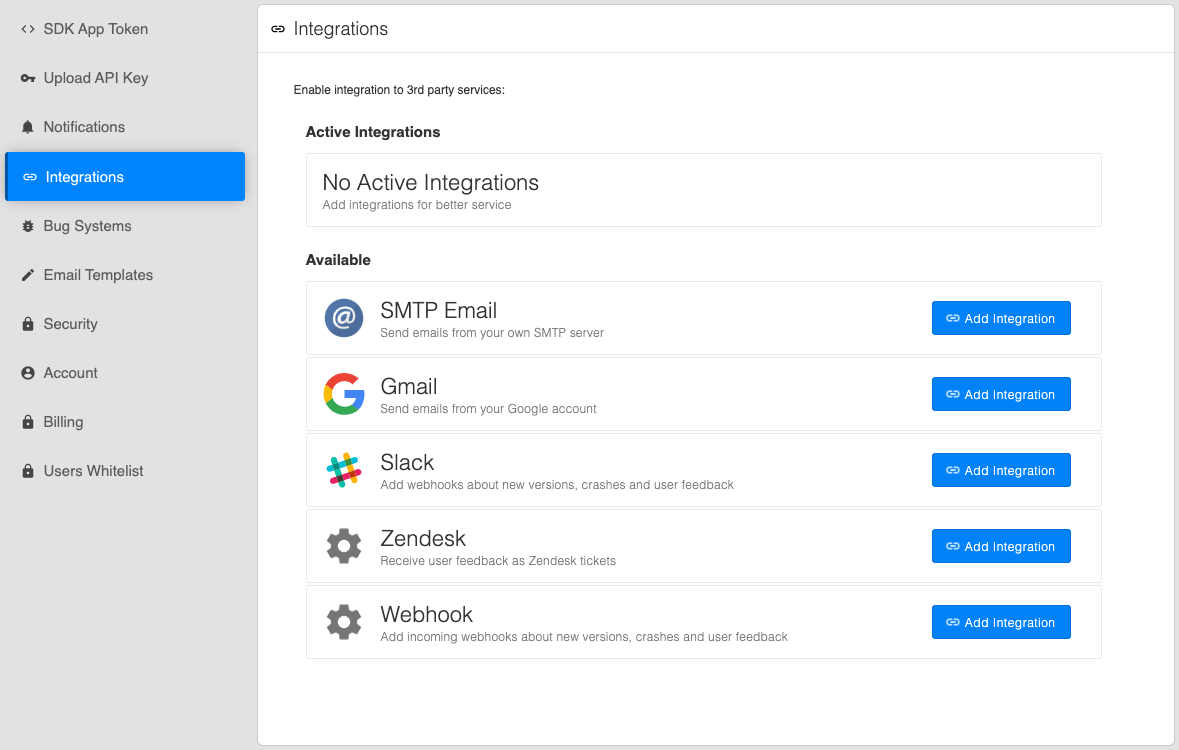 SDK App Token
Upload API Key
Notifications
Integrations
Bug Systems
Email Templates
Security
Account
Billing
Users Whitelist
Integrations
Enable integration to 3rd party services:
Active Integrations
No Active Integrations
Add integrations for better service
Available
SMTP Email
Send emails from your own SMTP server
Add Integration
Gmail
Send emails from your Google account
Add Integration
Slack
Add webhooks about new versions, crashes and user feedback
Add Integration
Zendesk
Receive user feedback as Zendesk tickets
Add Integration
Webhook
Add incoming webhooks about new versions, crashes and user feedback
Add Integration